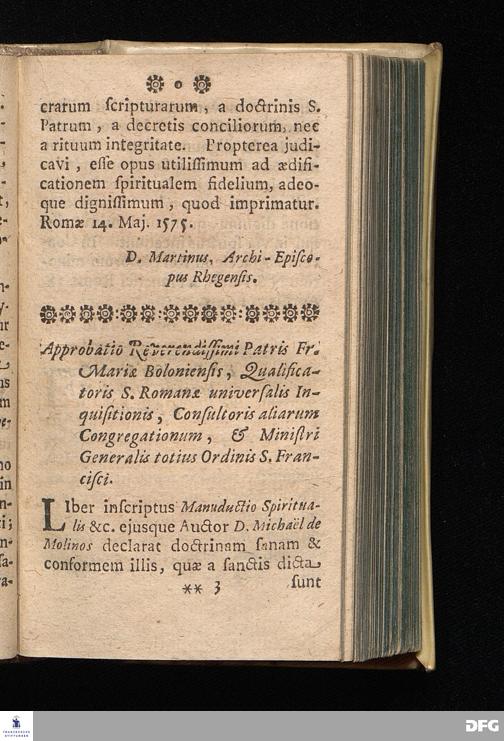 crarum ſcripturarum, a doctrinis S.
Patrum, a decretis conciliorum, nec
a rituum integritate. Propterea judi-
cavi, eſſe opus utiliſſimum ad ædifi-
cationem ſpiritualem fidelium, adeo-
que digniſſimum, quod imprimatur.
Romæ 14. Maj. 1575.
D. Martinus, Archi-Epiſco-
pus Rhegenſis.
Approbatio Reverendiſſimi Patris Fr.
Mariæ Bolonienſis, Qualifica-
toris S. Romanæ univerſalis In-
quiſitionis, Conſultoris aliarum
Congregationum, & Miniſtri
Generalis totius Ordinis S. Fran-
ciſci.
LIber inſcriptus Manuductio Spiritua-
lis &c. ejusque Auctor D. Michaël de
Molinos declarat doctrinam ſanam &
conformem illis, quæ a ſanctis dicta
** 3 ſunt
FRANCKESCHE
STIFTUNGEN
DFG